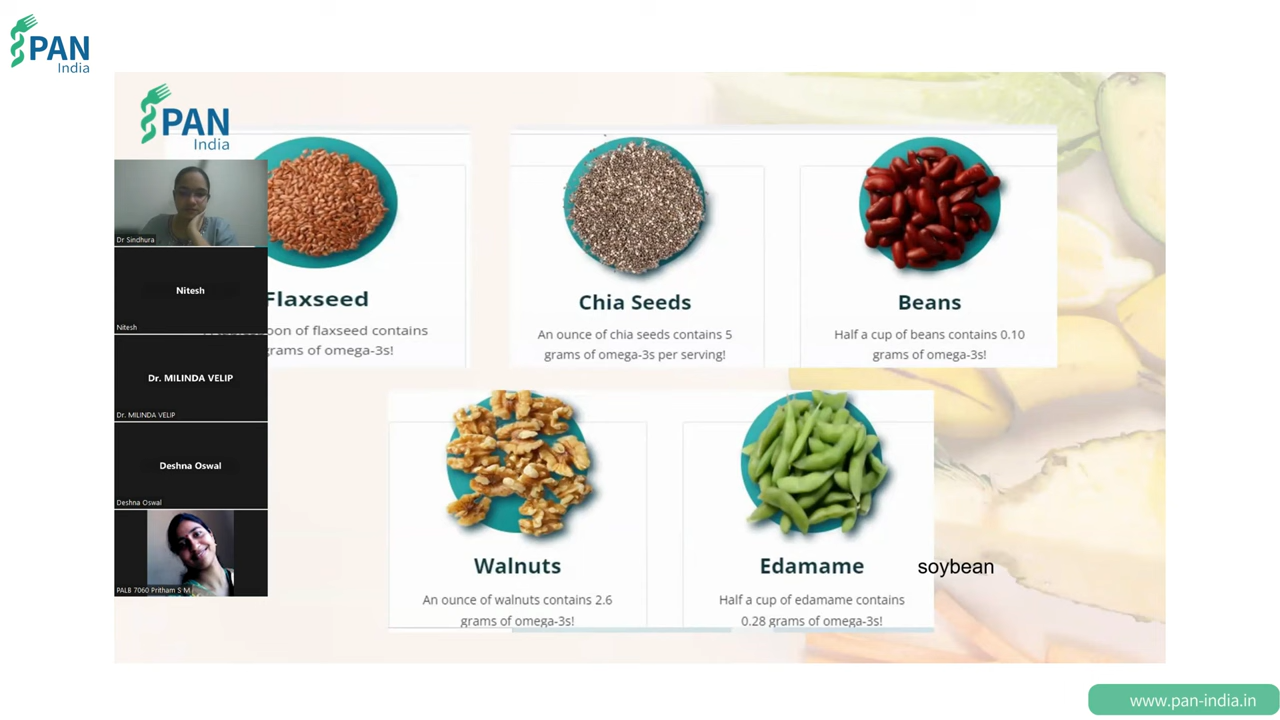 PAN
India
PAN
India
Dr Sindhura
Nitesh
Nitesh
Dr. MILINDA VELIP
Dr. MILINDA VELIP
Deshna Oswal
Deshna Oswal
PALB 7060 Pritham S M
Flaxseed
of flaxseed contains
grams of omega-3s!
Chia Seeds
An ounce of chia seeds contains 5
grams of omega-3s per serving!
Beans
Half a cup of beans contains 0.10
grams of omega-3s!
Walnuts
An ounce of walnuts contains 2.6
grams of omega-3s!
Edamame
soybean
Half a cup of edamame contains
0.28 grams of omega-3s!
www.pan-india.in